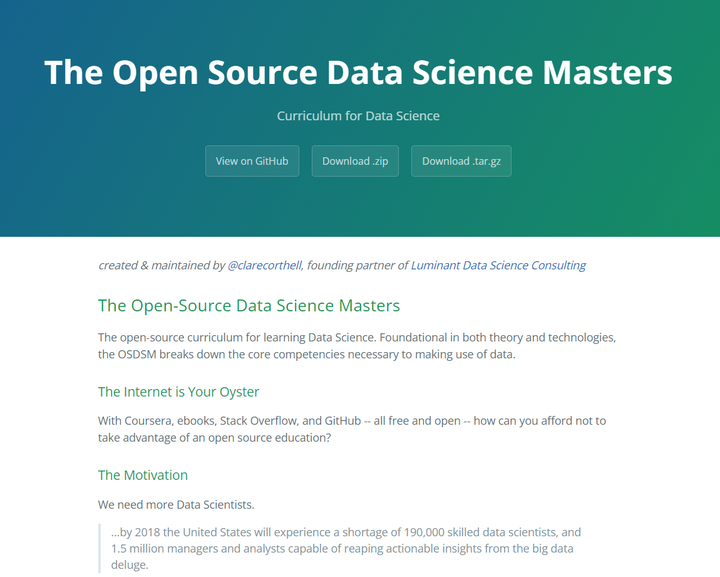 The Open Source Data Science Masters
Curriculum for Data Science
View on GitHub
Download .zip
Download .tar.gz
created & maintained by @clarecorthell, founding partner of Luminant Data Science Consulting
The Open-Source Data Science Masters
The open-source curriculum for learning Data Science. Foundational in both theory and technologies,
the OSDSM breaks down the core competencies necessary to making use of data.
The Internet is Your Oyster
With Coursera, ebooks, Stack Overflow, and GitHub -- all free and open -- how can you afford not to
take advantage of an open source education?
The Motivation
We need more Data Scientists.
...by 2018 the United States will experience a shortage of 190,000 skilled data scientists, and
1.5 million managers and analysts capable of reaping actionable insights from the big data
deluge.